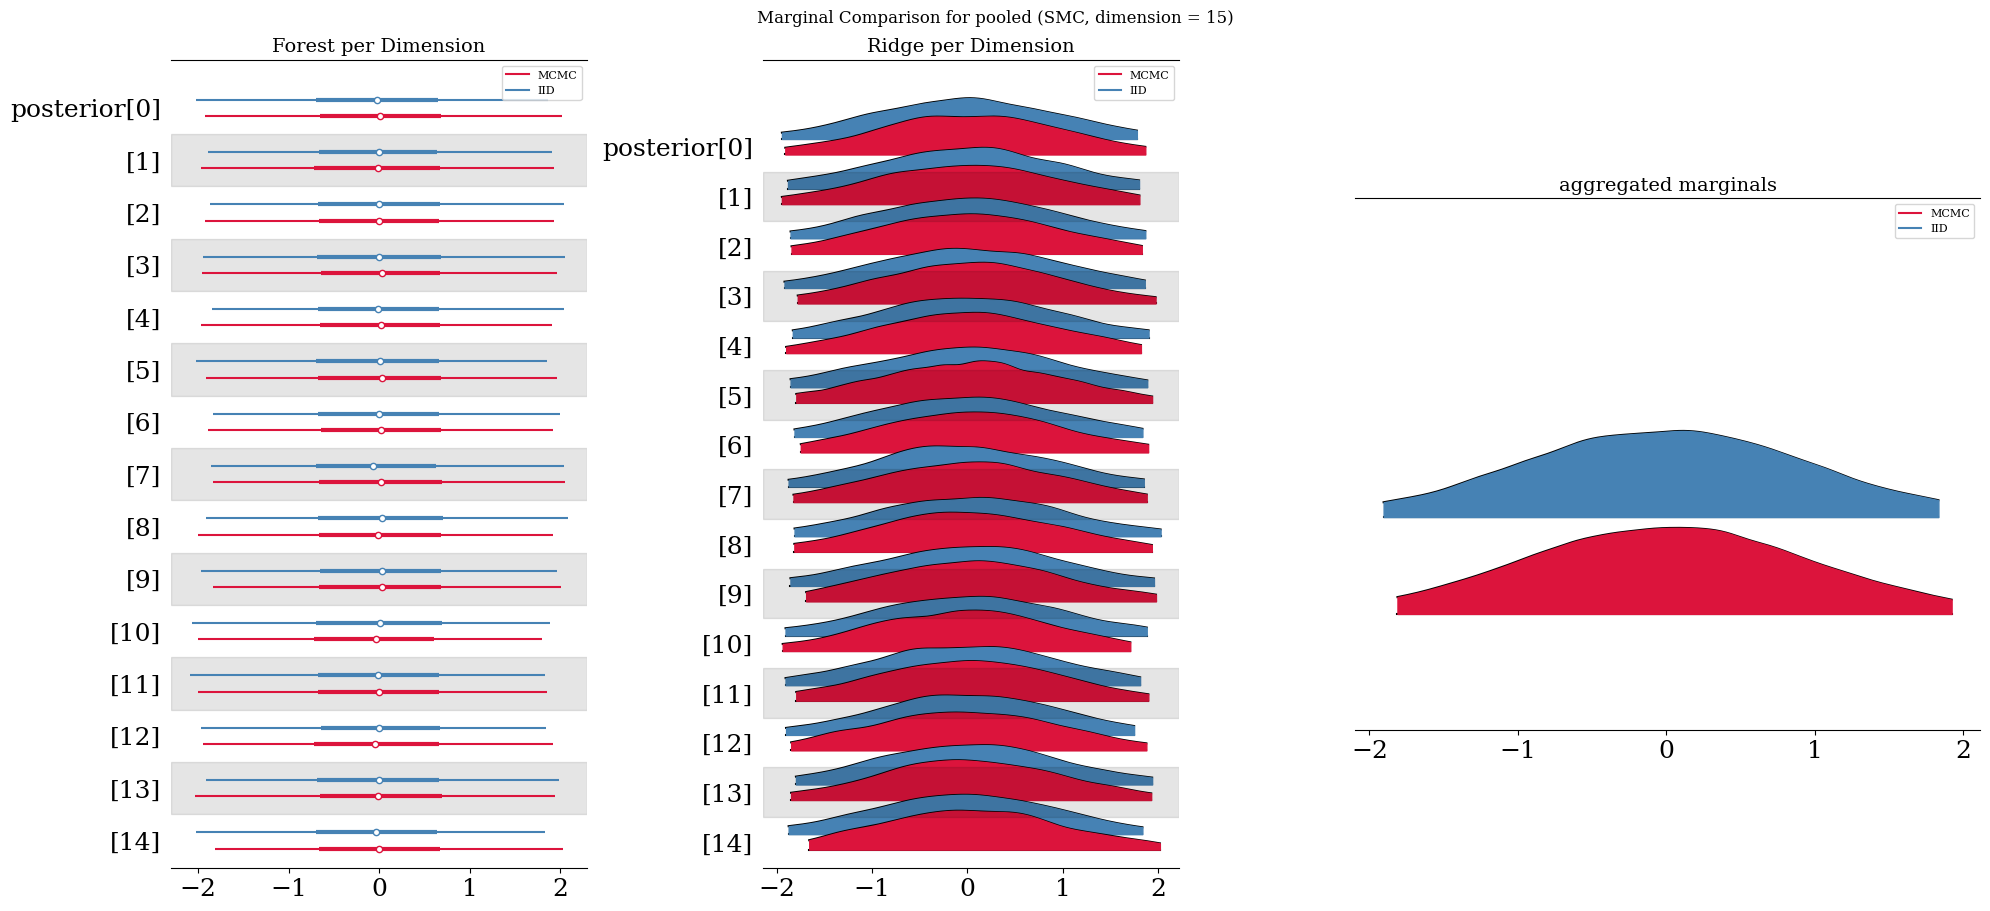 Marginal Comparison for pooled (SMC, dimension = 15)
Forest per Dimension
MCMC
IID
posterior[0]
[1]
[2]
[3]
[4]
[5]
[6]
[7]
[8]
[9]
[10]
[11]
[12]
[13]
[14]
−2 −1 0 1 2
Ridge per Dimension
MCMC
IID
posterior[0]
[1]
[2]
[3]
[4]
[5]
[6]
[7]
[8]
[9]
[10]
[11]
[12]
[13]
[14]
−2 −1 0 1 2
aggregated marginals
MCMC
IID
−2 −1 0 1 2